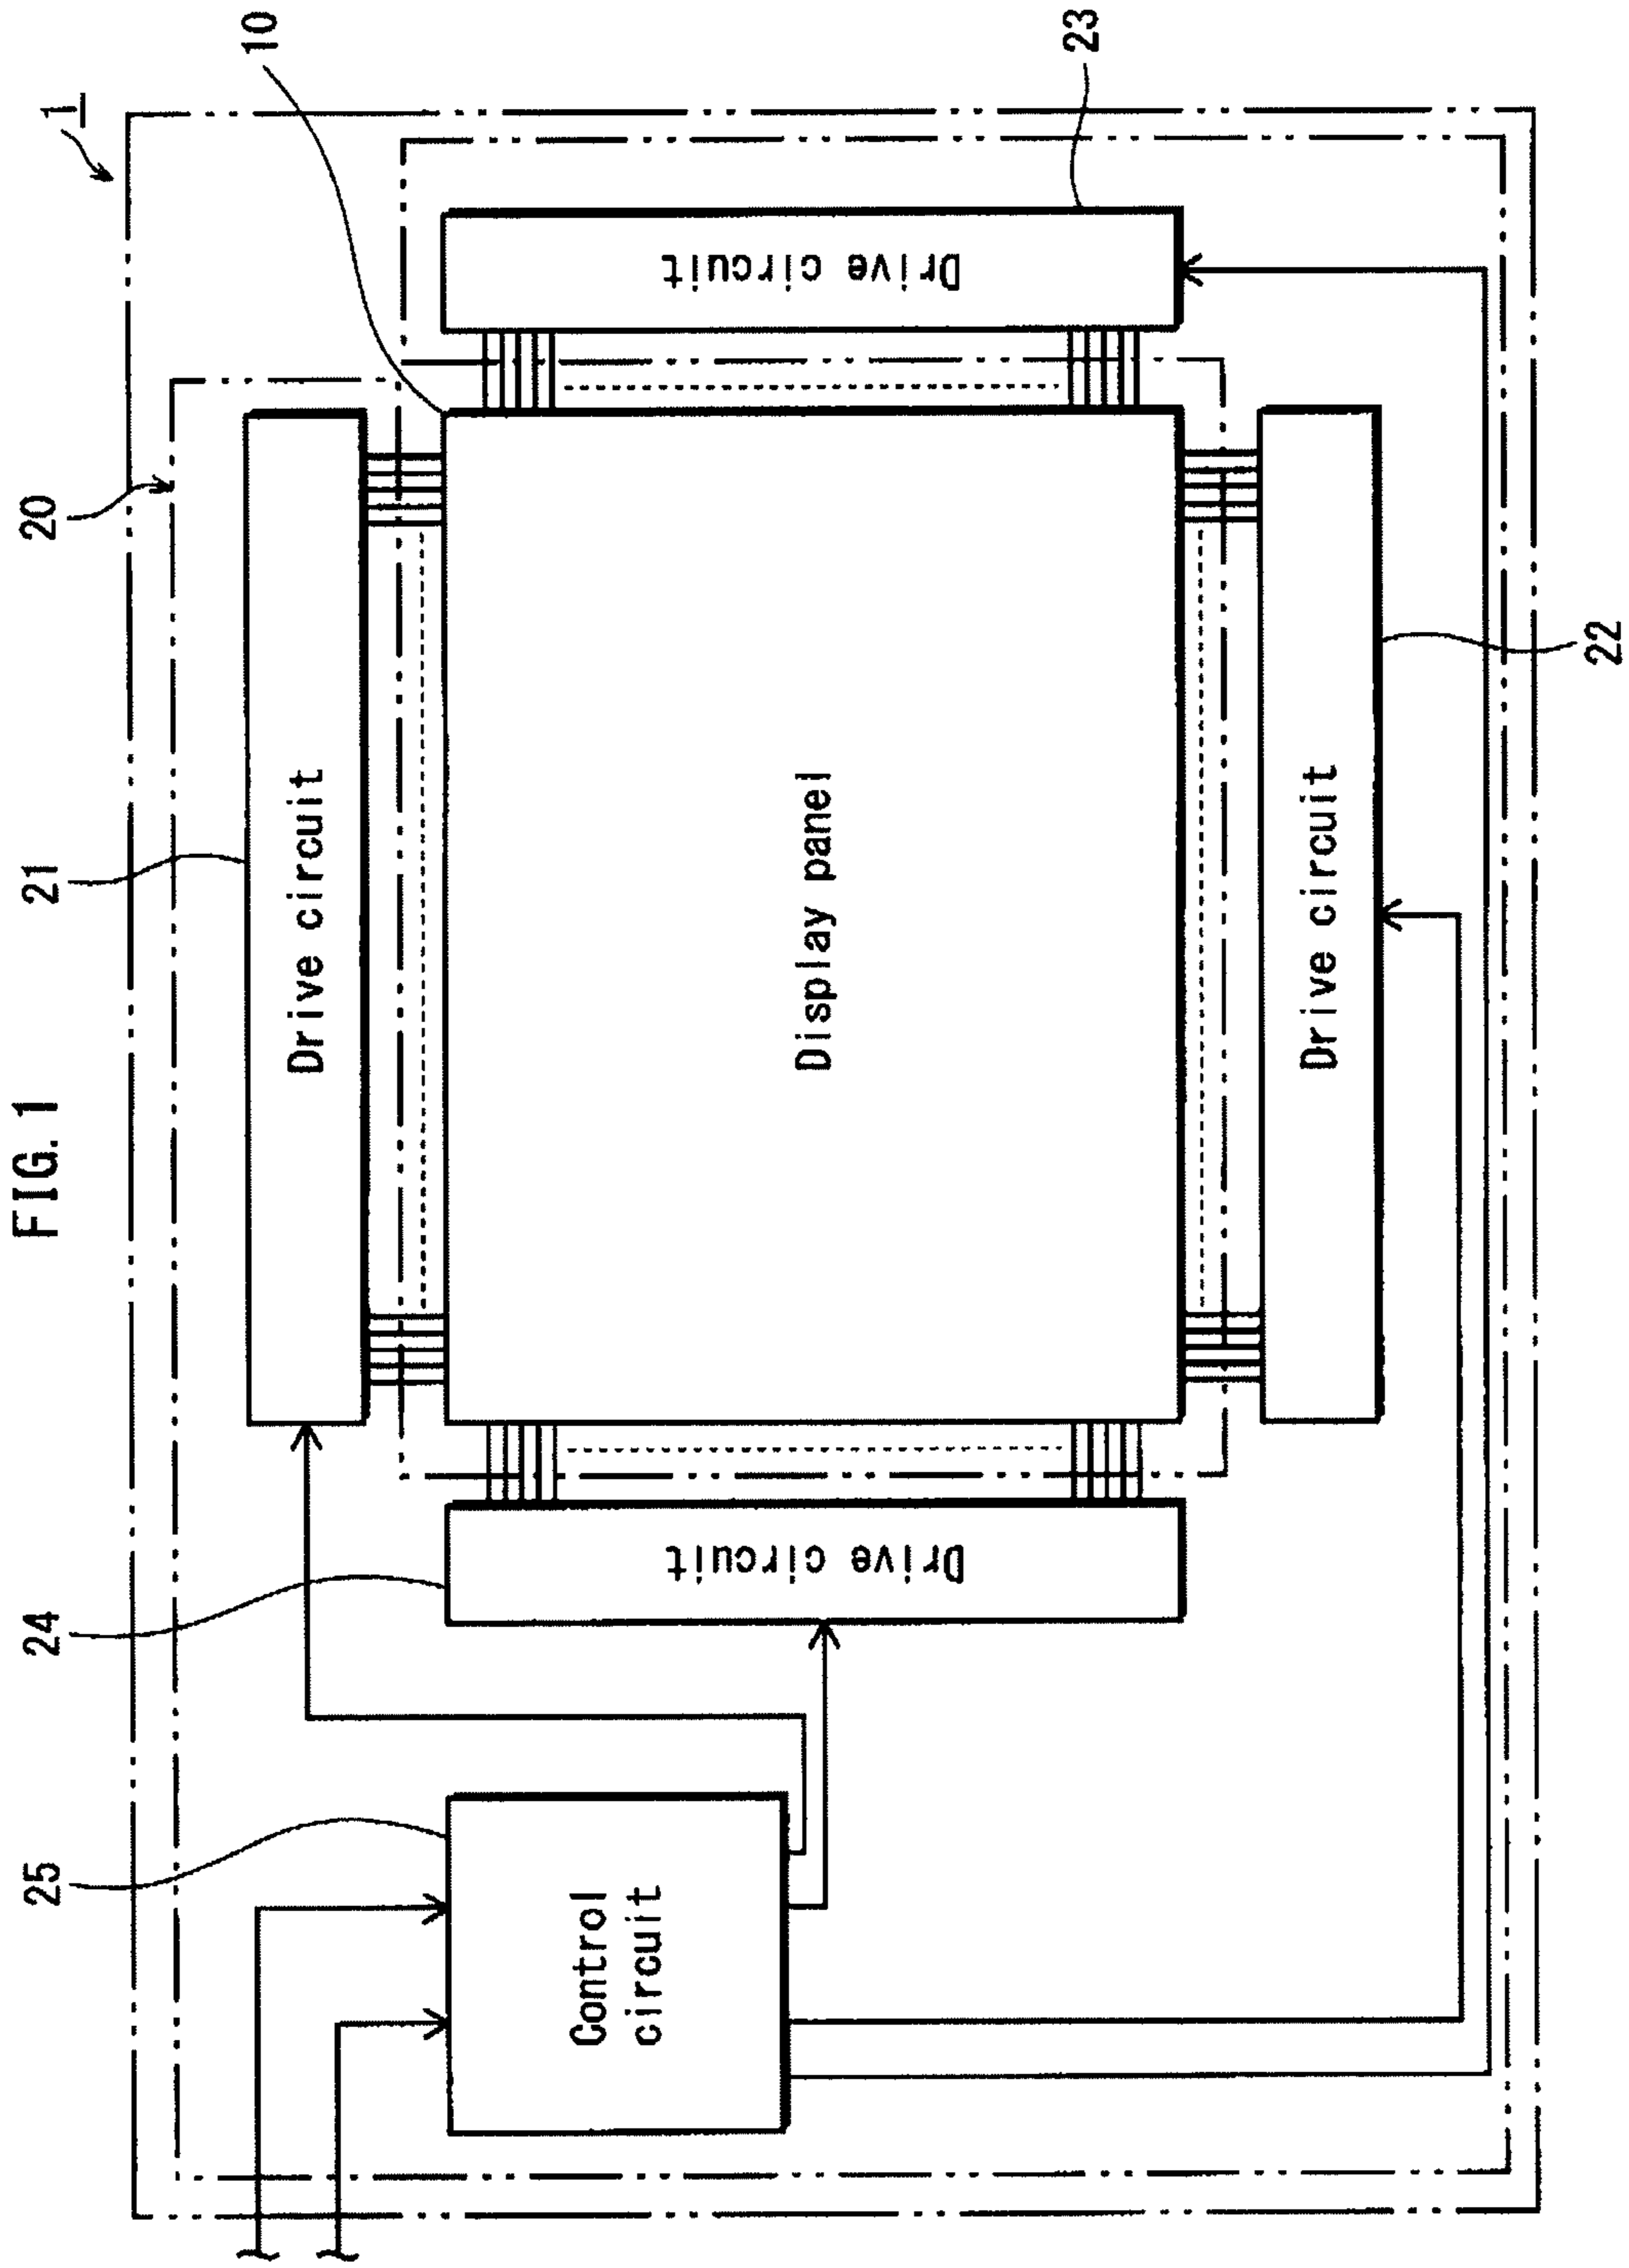 FIG. 1
1
20
21
10
24
25
23
22
Drive circuit
Drive circuit
Display panel
Drive circuit
Drive circuit
Control
circuit